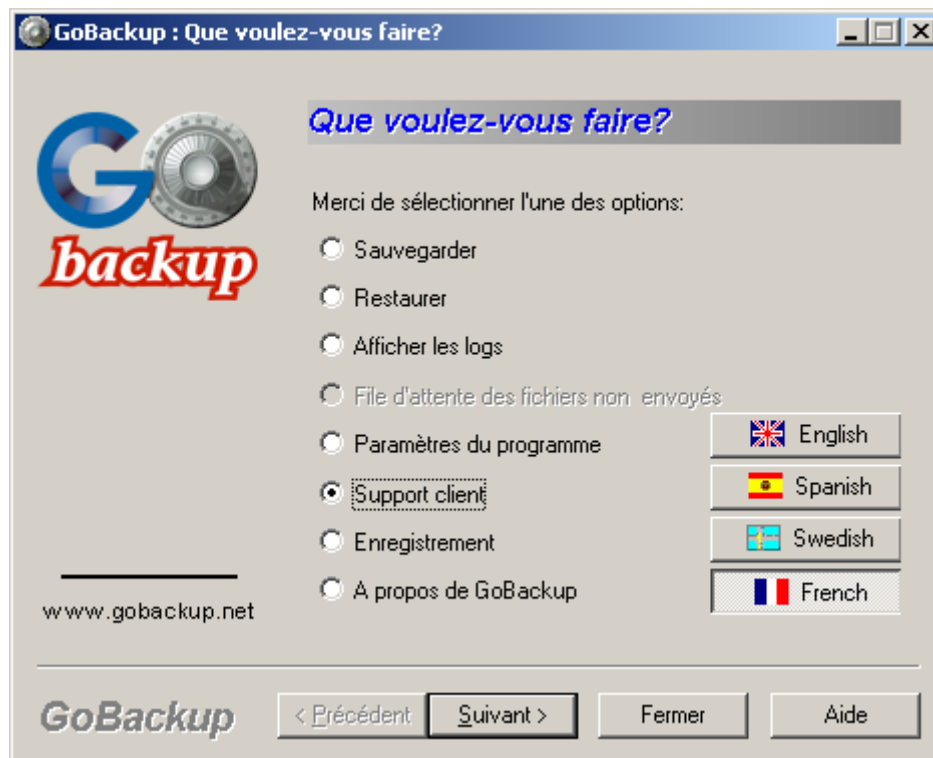 GoBackup : Que voulez-vous faire?
Go
backup
Que voulez-vous faire?
Merci de sélectionner l'une des options:
Sauvegarder
Restaurer
Afficher les logs
File d'attente des fichiers non envoyés
Paramètres du programme
Support client
Enregistrement
A propos de GoBackup
English
Spanish
Swedish
French
www.gobackup.net
GoBackup
< Précédent
Suivant >
Fermer
Aide